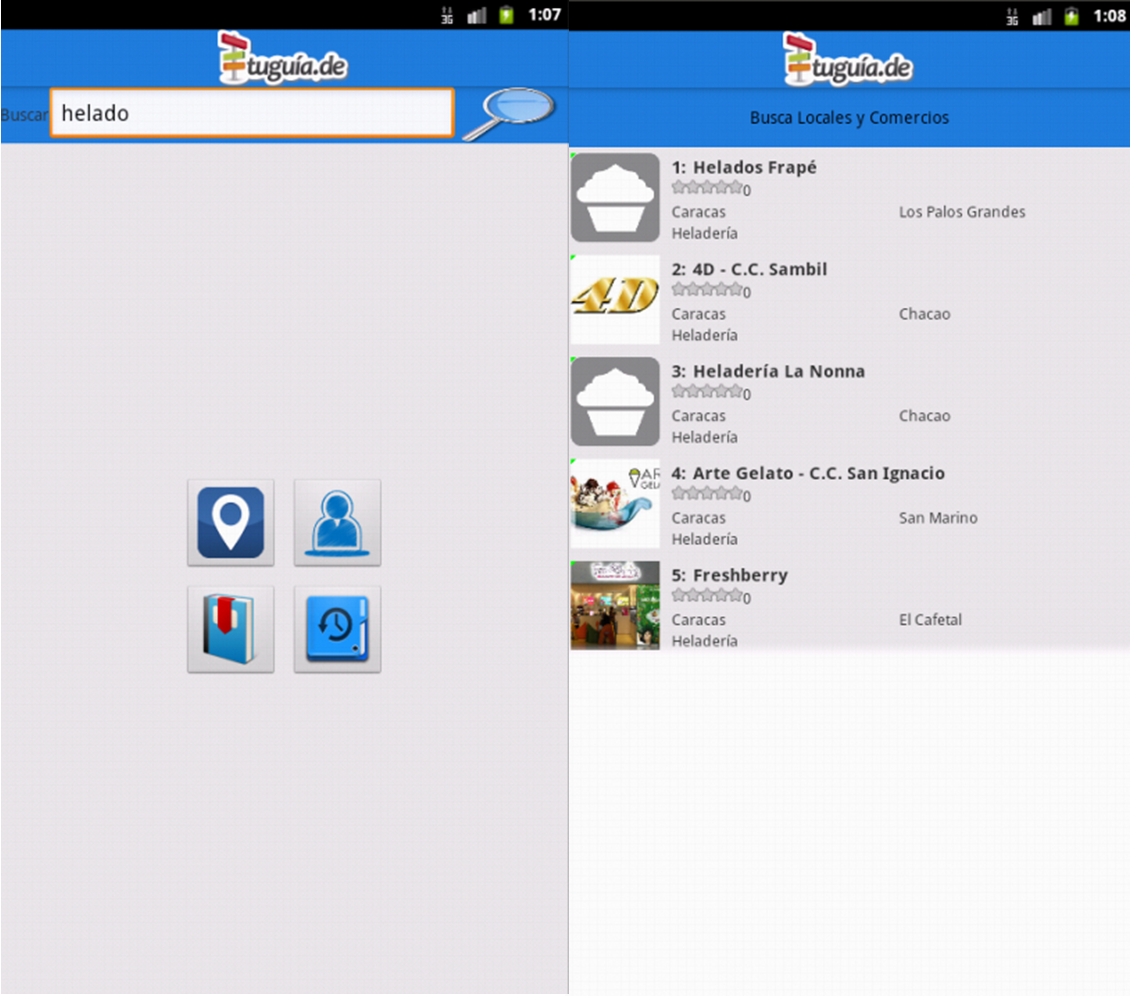 3G 1:07
tuguía.de
Buscar helado
3G 1:08
tuguía.de
Busca Locales y Comercios
1: Helados Frapé
0
Caracas Los Palos Grandes
Heladería
4D
2: 4D - C.C. Sambil
0
Caracas Chacao
Heladería
3: Heladería La Nonna
0
Caracas Chacao
Heladería
AR
GEL
4: Arte Gelato - C.C. San Ignacio
0
Caracas San Marino
Heladería
5: Freshberry
0
Caracas El Cafetal
Heladería